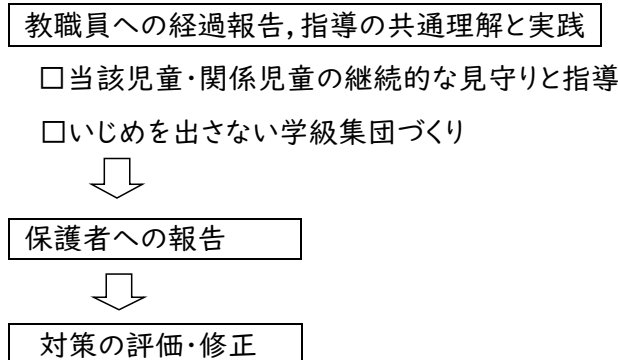 教職員への経過報告,指導の共通理解と実践
□当該児童・関係児童の継続的な見守りと指導
□いじめを出さない学級集団づくり
保護者への報告
対策の評価・修正